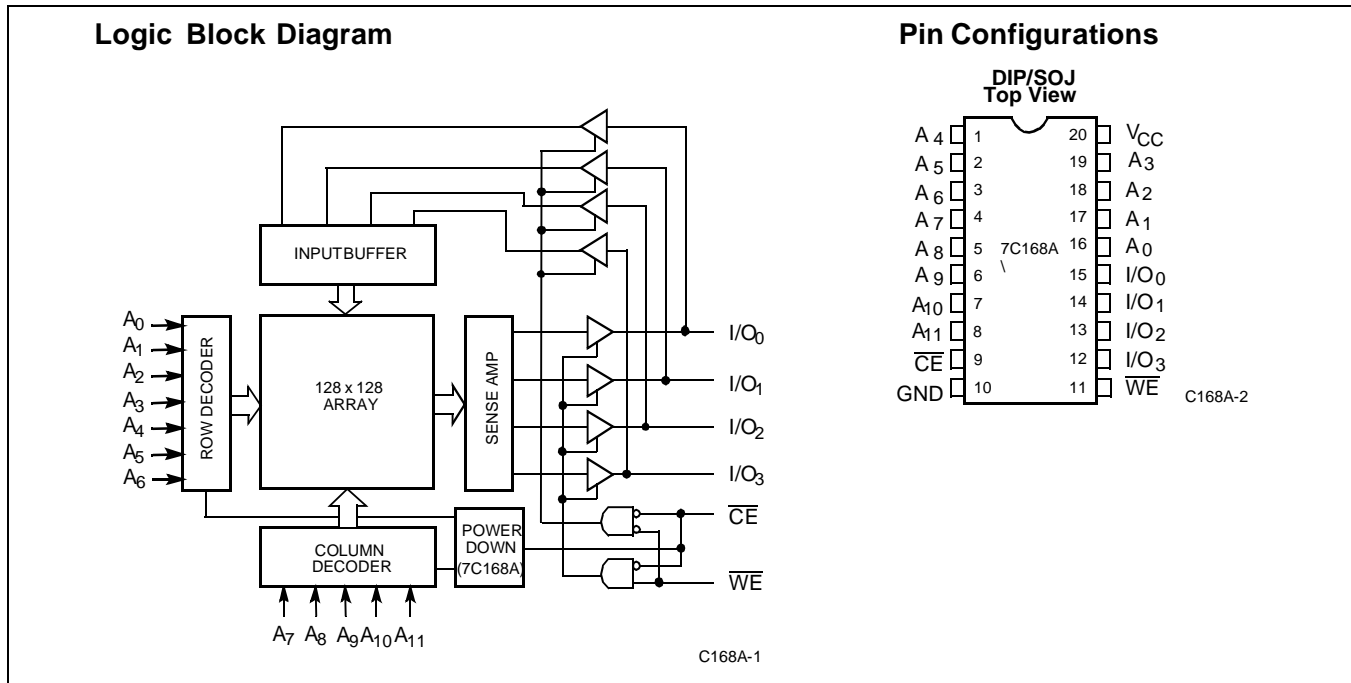 Logic Block Diagram
INPUTBUFFER
A0
A1
A2
A3
A4
A5
A6
ROW DECODER
128 x 128
ARRAY
SENSE AMP
I/O0
I/O1
I/O2
I/O3
COLUMN
DECODER
POWER
DOWN
(7C168A)
CE
WE
A7 A8 A9 A10 A11
C168A-1
Pin Configurations
DIP/SOJ
Top View
A4 1 20 VCC
A5 2 19 A3
A6 3 18 A2
A7 4 17 A1
A8 5 7C168A 16 A0
A9 6 \ 15 I/O0
A10 7 14 I/O1
A11 8 13 I/O2
CE 9 12 I/O3
GND 10 11 WE
C168A-2